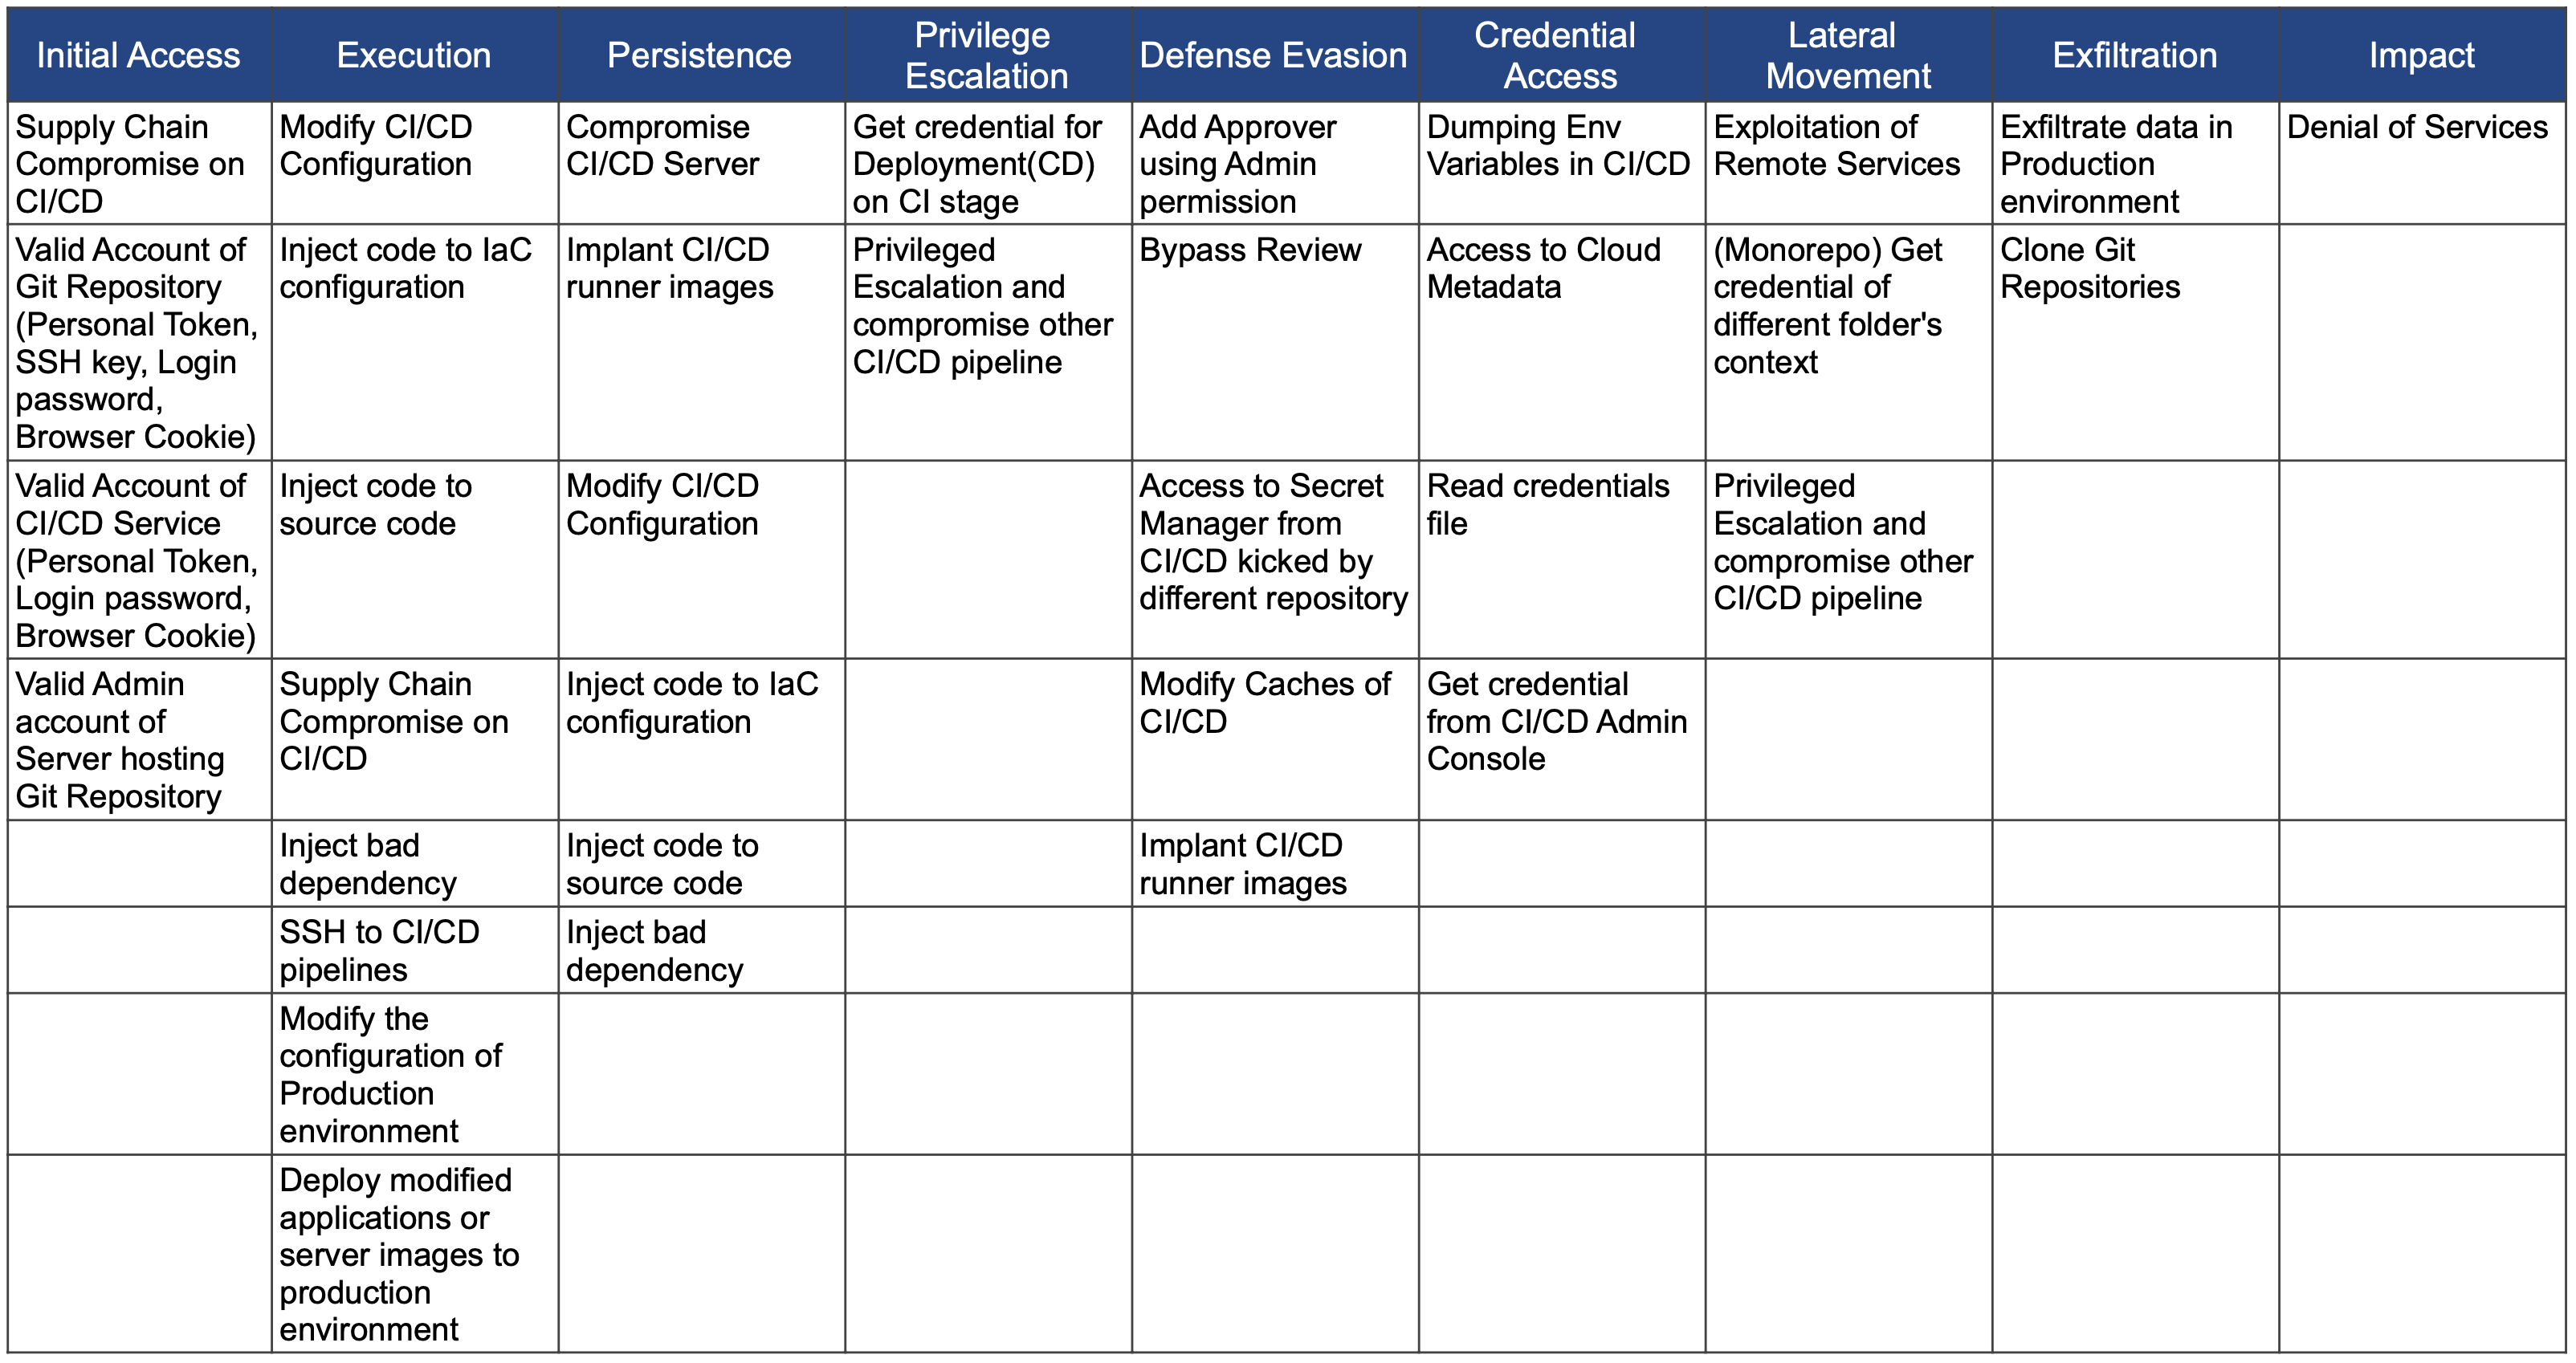 Initial Access
Execution
Persistence
Privilege
Escalation
Defense Evasion
Credential
Access
Lateral
Movement
Exfiltration
Impact
Supply Chain
Compromise on
CI/CD
Modify CI/CD
Configuration
Compromise
CI/CD Server
Get credential for
Deployment(CD)
on CI stage
Add Approver
using Admin
permission
Dumping Env
Variables in CI/CD
Exploitation of
Remote Services
Exfiltrate data in
Production
environment
Denial of Services
Valid Account of
Git Repository
(Personal Token,
SSH key, Login
password,
Browser Cookie)
Inject code to IaC
configuration
Implant CI/CD
runner images
Privileged
Escalation and
compromise other
CI/CD pipeline
Bypass Review
Access to Cloud
Metadata
(Monorepo) Get
credential of
different folder's
context
Clone Git
Repositories
Valid Account of
CI/CD Service
(Personal Token,
Login password,
Browser Cookie)
Inject code to
source code
Modify CI/CD
Configuration
Access to Secret
Manager from
CI/CD kicked by
different repository
Read credentials
file
Privileged
Escalation and
compromise other
CI/CD pipeline
Valid Admin
account of
Server hosting
Git Repository
Supply Chain
Compromise on
CI/CD
Inject code to IaC
configuration
Modify Caches of
CI/CD
Get credential
from CI/CD Admin
Console
Inject bad
dependency
Inject code to
source code
Implant CI/CD
runner images
SSH to CI/CD
pipelines
Inject bad
dependency
Modify the
configuration of
Production
environment
Deploy modified
applications or
server images to
production
environment